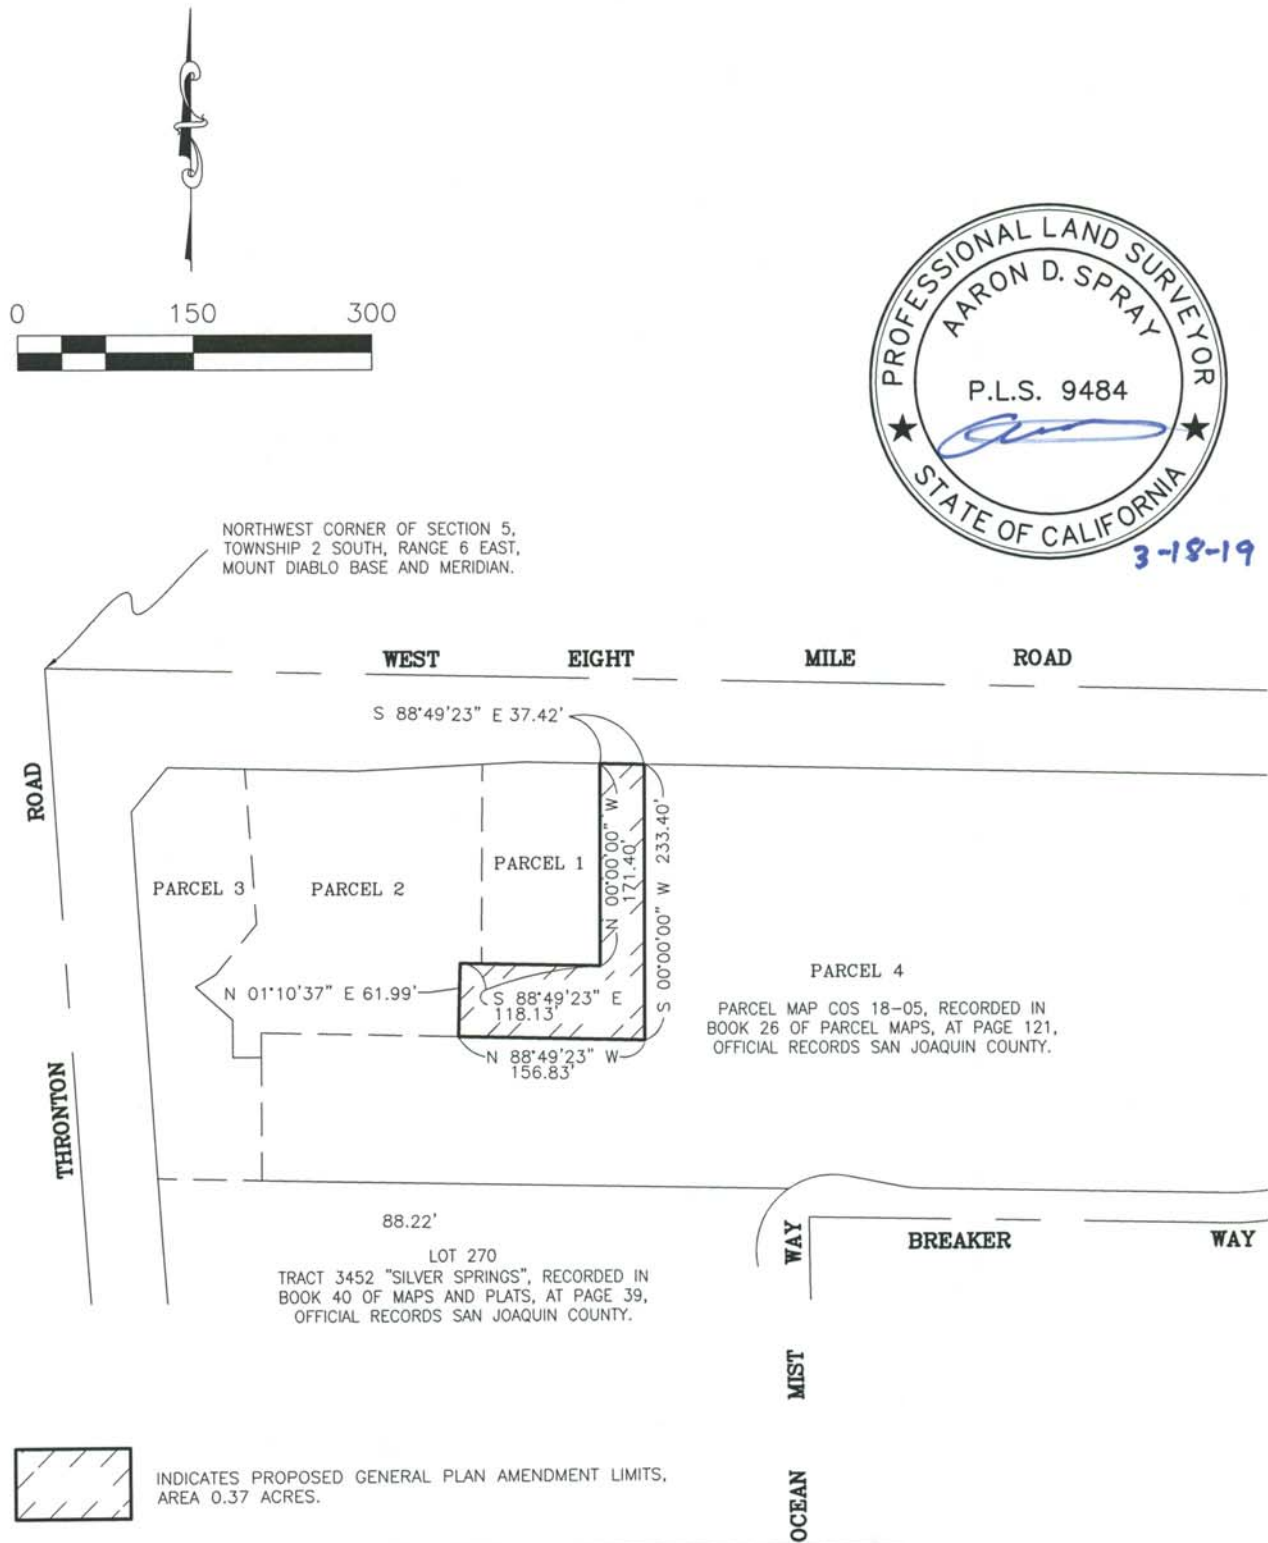 0 150 300
PROFESSIONAL LAND SURVEYOR
AARON D. SPRAY
P.L.S. 9484
STATE OF CALIFORNIA
3-18-19
NORTHWEST CORNER OF SECTION 5,
TOWNSHIP 2 SOUTH, RANGE 6 EAST,
MOUNT DIABLO BASE AND MERIDIAN.
WEST EIGHT MILE ROAD
S 88°49'23" E 37.42'
THRONTON ROAD
PARCEL 3
PARCEL 2
PARCEL 1
N 00°00'00" W
171.40'
S 00°00'00" W 233.40'
N 01°10'37" E 61.99'
S 88°49'23" E
118.13'
N 88°49'23" W
156.83'
PARCEL 4
PARCEL MAP COS 18-05, RECORDED IN
BOOK 26 OF PARCEL MAPS, AT PAGE 121,
OFFICIAL RECORDS SAN JOAQUIN COUNTY.
88.22'
LOT 270
TRACT 3452 "SILVER SPRINGS", RECORDED IN
BOOK 40 OF MAPS AND PLATS, AT PAGE 39,
OFFICIAL RECORDS SAN JOAQUIN COUNTY.
BREAKER WAY
OCEAN MIST WAY
INDICATES PROPOSED GENERAL PLAN AMENDMENT LIMITS,
AREA 0.37 ACRES.